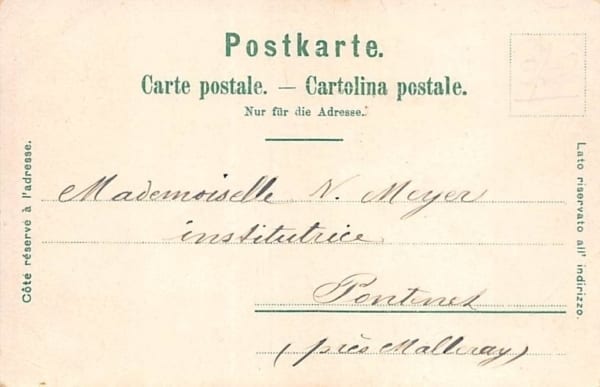 Postkarte.
Carte postale. — Cartolina postale.
Nur für die Adresse.
Côté réservé à l'adresse.
Lato riservato all' indirizzo.
Mademoiselle N. Meyer
institutrice
Pontenet
(près Malleray)